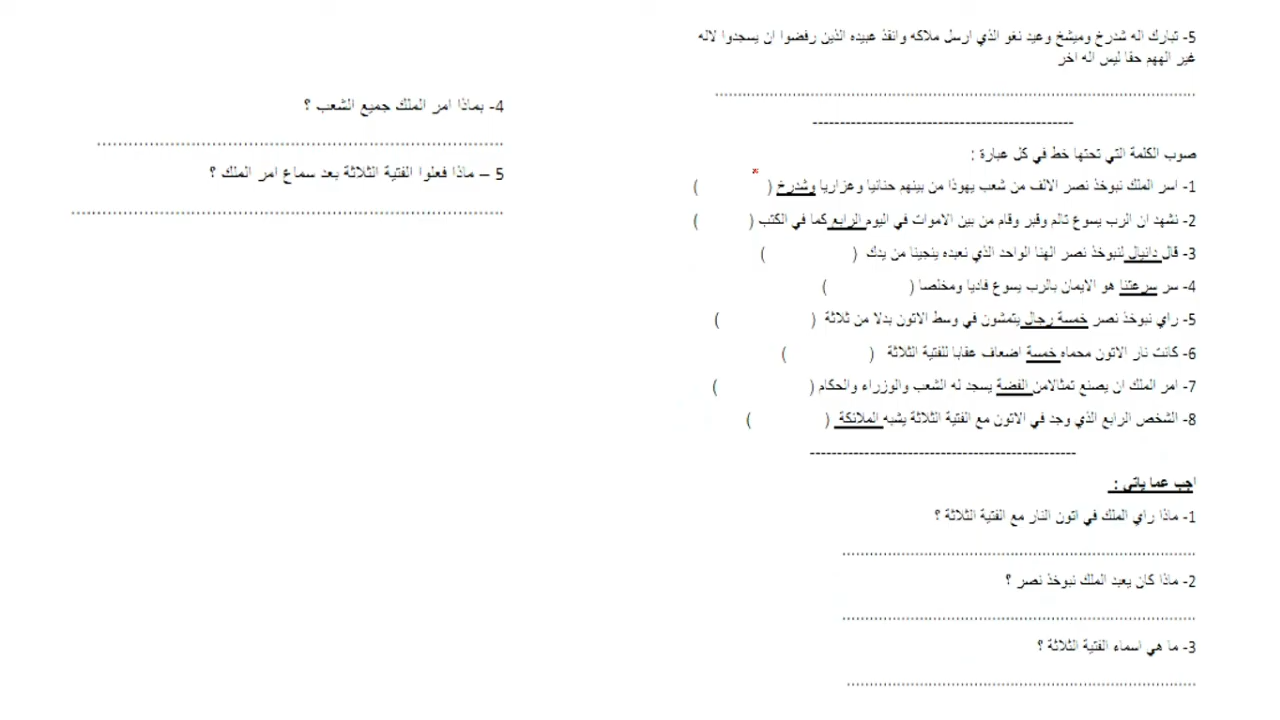 5- تبارك اله شدرخ وميشخ وعيد نغو الذي ارسل ملاكه وانقذ عبيده الذين رفضوا ان يسجدوا لاله
غير الههم حقا ليس اله اخر
................................................................................
------------------------------------------------
صوب الكلمة التي تحتها خط في كل عبارة :
1- اسر الملك نبوخذ نصر الالف من شعب يهوذا من بينهم حنانيا وعزاريا وشدرخ ( )
2- نشهد ان الرب يسوع تالم وقبر وقام من بين الاموات في اليوم الرابع كما في الكتب ( )
3- قال دانيال لنبوخذ نصر الهنا الواحد الذي نعبده ينجينا من يدك ( )
4- سر سرعتنا هو الايمان بالرب يسوع فاديا ومخلصا ( )
5- راي نبوخذ نصر خمسة رجال يتمشون في وسط الاتون بدلا من ثلاثة ( )
6- كانت نار الاتون محماه خمسة اضعاف عقابا للفتية الثلاثة ( )
7- امر الملك ان يصنع تمثالامن الفضة يسجد له الشعب والوزراء والحكام ( )
8- الشخص الرابع الذي وجد في الاتون مع الفتية الثلاثة يشبه الملائكة ( )
------------------------------------------------
اجب عما ياتي :
1- ماذا راي الملك في اتون النار مع الفتية الثلاثة ؟
................................................................
2- ماذا كان يعبد الملك نبوخذ نصر ؟
................................................................
3- ما هي اسماء الفتية الثلاثة ؟
................................................................
4- بماذا امر الملك جميع الشعب ؟
................................................................
5 – ماذا فعلوا الفتية الثلاثة بعد سماع امر الملك ؟
................................................................